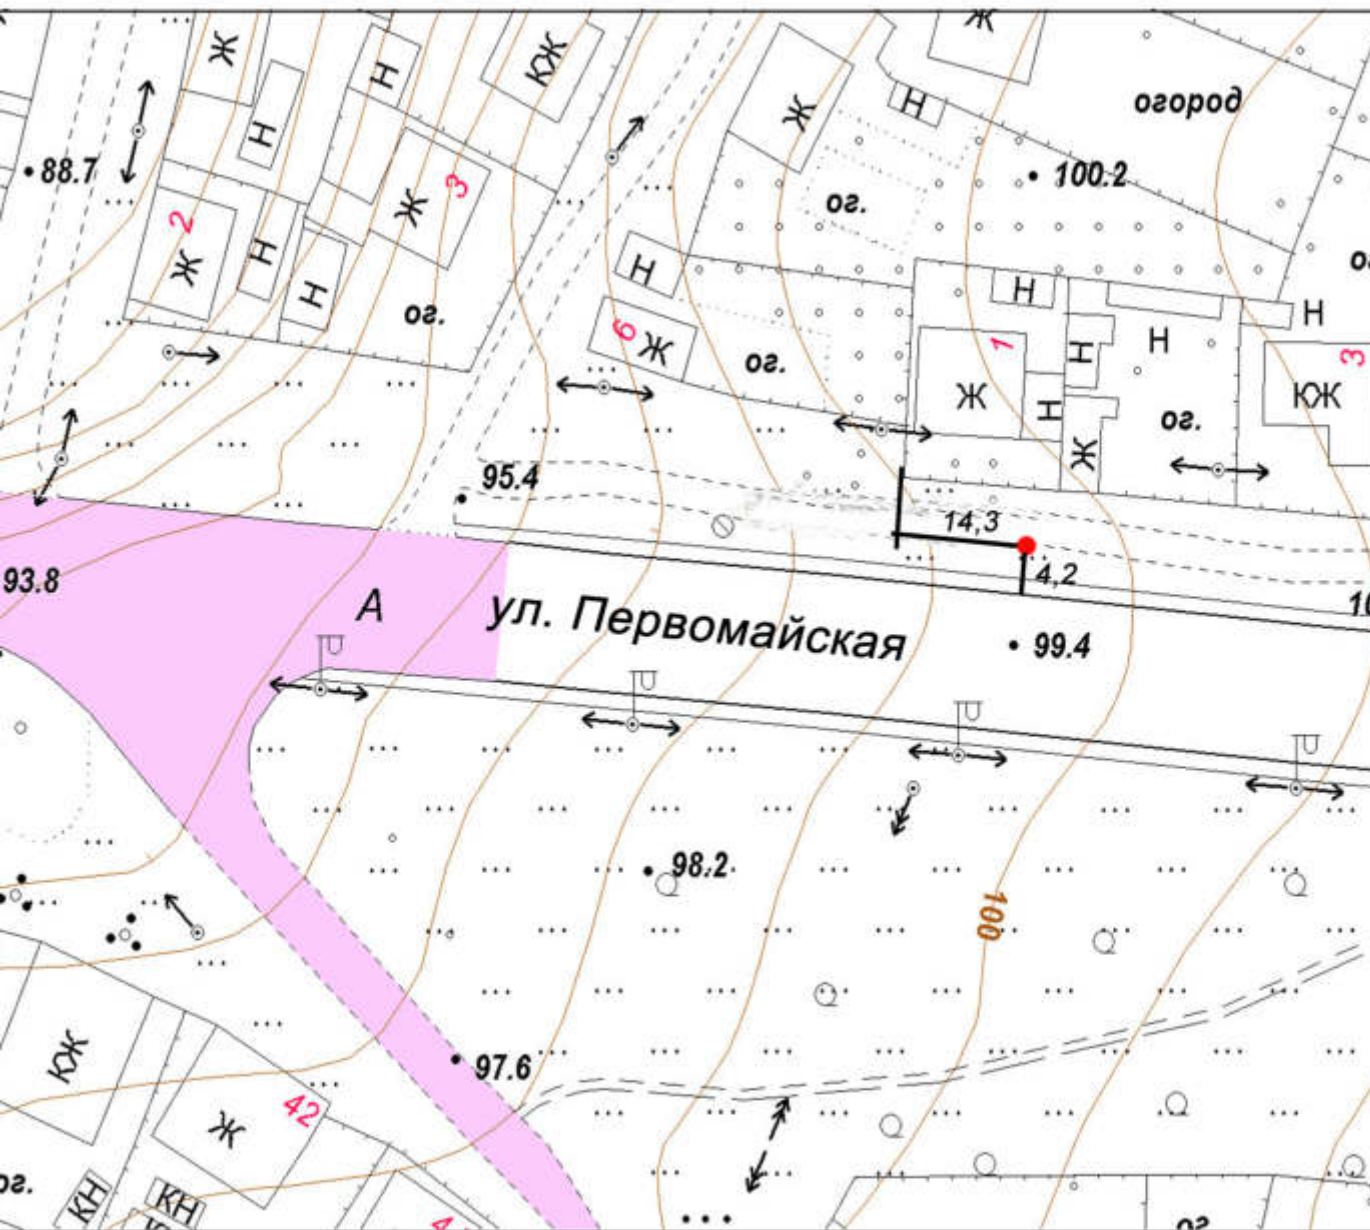 Ж
КЖ
Ж
Н
Н
Н
Ж
огород
88.7
Ж
3
100.2
2
ог.
Ж
Н
Н
Н
ог.
6
Ж
ог.
Н
1
Ж
Н
Н
Ж
Н
Н
ог.
3
КЖ
95.4
14,3
4,2
93.8
А
ул. Первомайская
99.4
98.2
100
97.6
КЖ
Ж
42
ог.
КН
КН